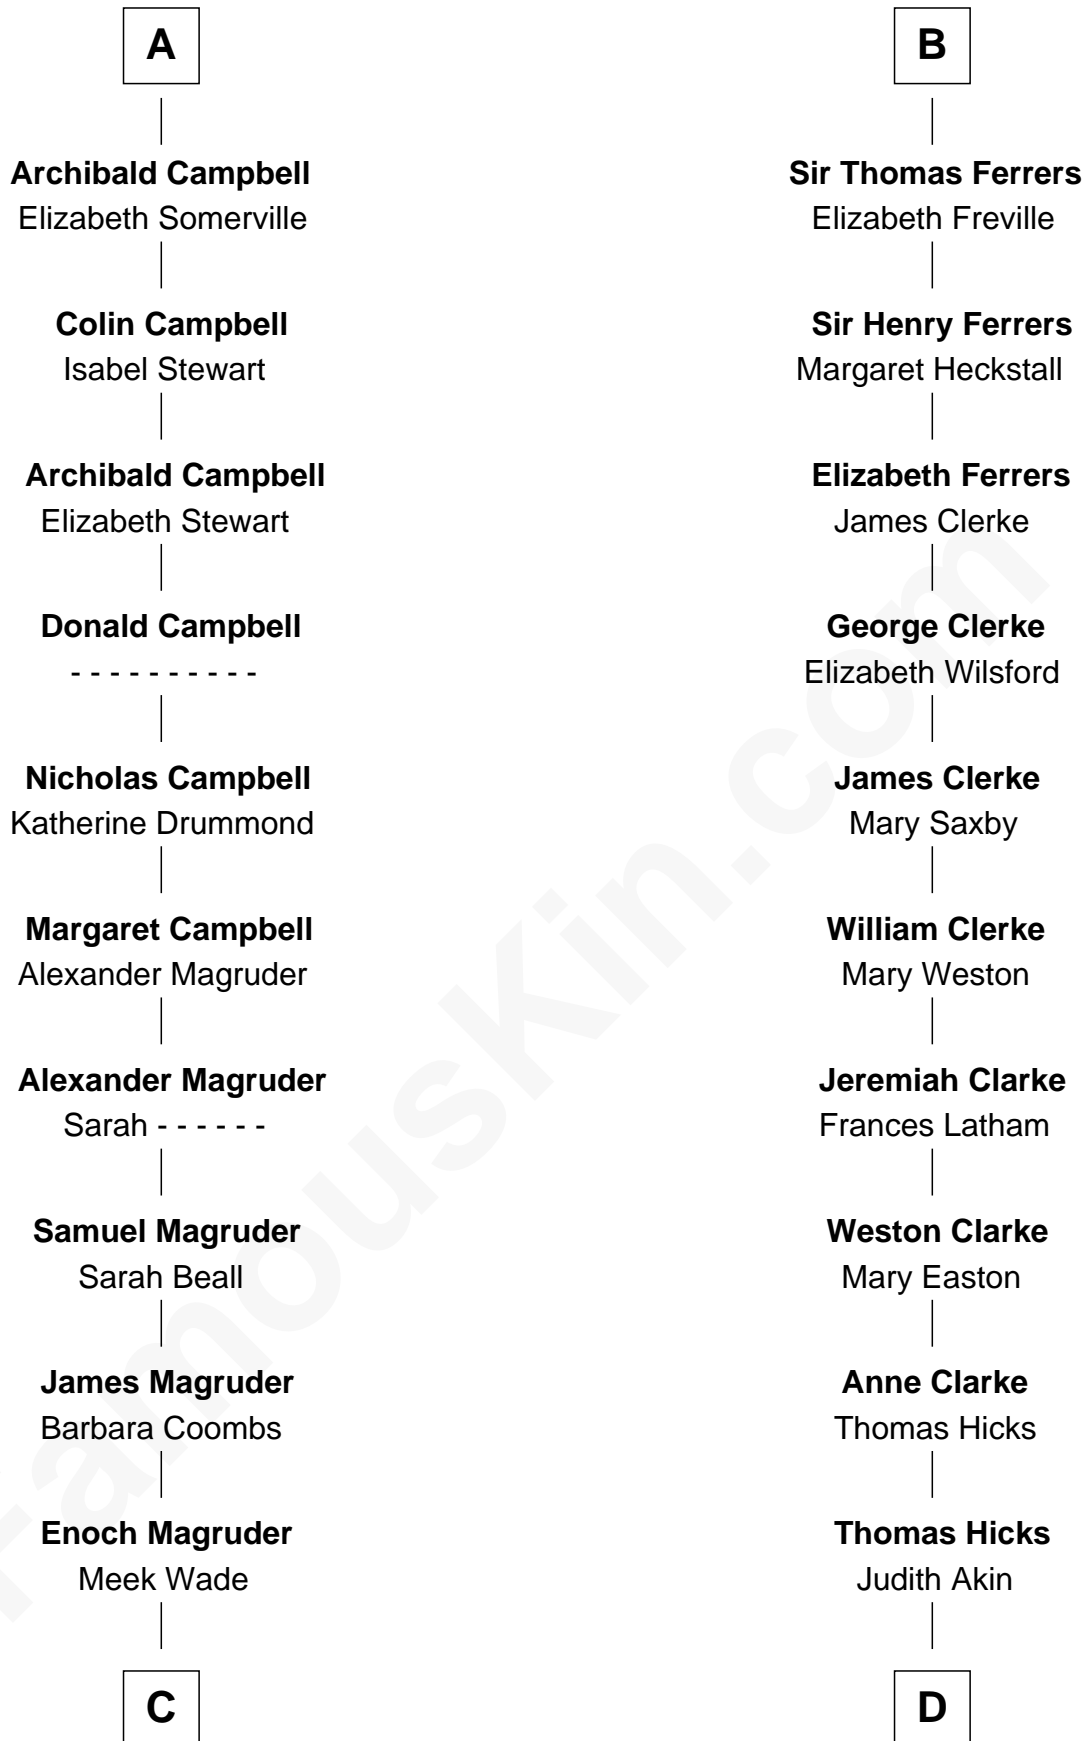 A
Archibald Campbell
Elizabeth Somerville
Colin Campbell
Isabel Stewart
Archibald Campbell
Elizabeth Stewart
Donald Campbell
- - - - - - - - - -
Nicholas Campbell
Katherine Drummond
Margaret Campbell
Alexander Magruder
Alexander Magruder
Sarah - - - - - -
Samuel Magruder
Sarah Beall
James Magruder
Barbara Coombs
Enoch Magruder
Meek Wade
C
B
Sir Thomas Ferrers
Elizabeth Freville
Sir Henry Ferrers
Margaret Heckstall
Elizabeth Ferrers
James Clerke
George Clerke
Elizabeth Wilsford
James Clerke
Mary Saxby
William Clerke
Mary Weston
Jeremiah Clarke
Frances Latham
Weston Clarke
Mary Easton
Anne Clarke
Thomas Hicks
Thomas Hicks
Judith Akin
D
FamousKin.com